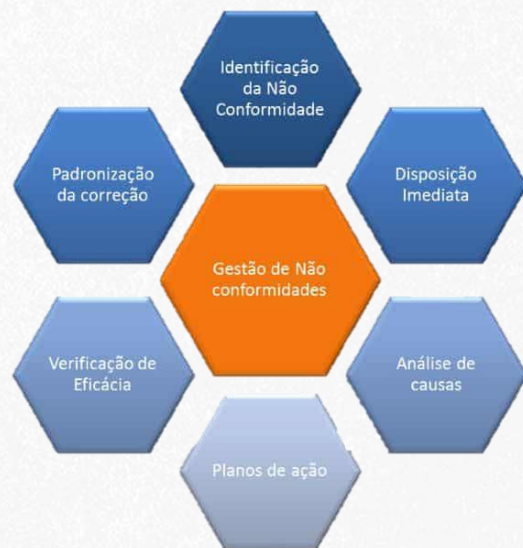 Identificação
da Não
Conformidade
Padronização
da correção
Disposição
Imediata
Gestão de Não
conformidades
Verificação de
Eficácia
Análise de
causas
Planos de ação